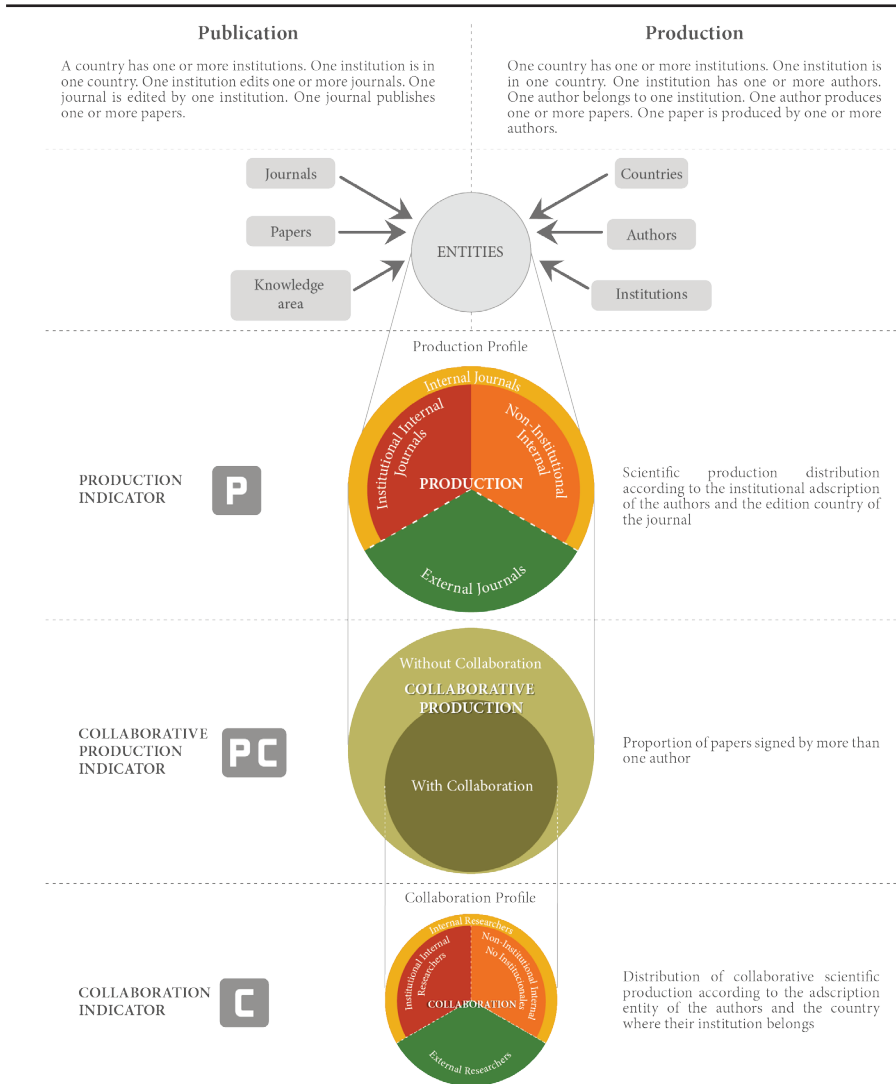 Publication
A country has one or more institutions. One institution is in
one country. One institution edits one or more journals. One
journal is edited by one institution. One journal publishes
one or more papers.
Production
One country has one or more institutions. One institution is
in one country. One institution has one or more authors.
One author belongs to one institution. One author produces
one or more papers. One paper is produced by one or more
authors.
Journals
Papers
Knowledge
area
ENTITIES
Countries
Authors
Institutions
Production Profile
PRODUCTION
INDICATOR
P
Internal Journals
Institutional Internal
Journals
Non-Institutional
Internal
PRODUCTION
External Journals
Scientific production distribution
according to the institutional adscription
of the authors and the edition country of
the journal
COLLABORATIVE
PRODUCTION
INDICATOR
PC
Without Collaboration
COLLABORATIVE
PRODUCTION
With Collaboration
Proportion of papers signed by more than
one author
Collaboration Profile
COLLABORATION
INDICATOR
C
Internal Researchers
Institutional Internal
Researchers
Non-Institutional Internal
No Institucionales
COLLABORATION
External Researchers
Distribution of collaborative scientific
production according to the adscription
entity of the authors and the country
where their institution belongs